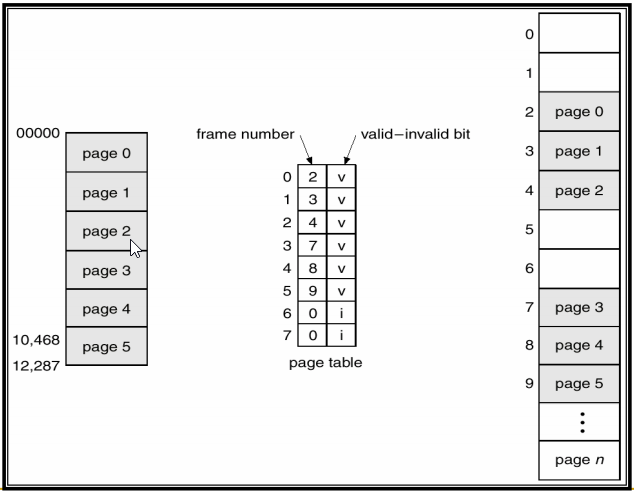 00000
page 0
page 1
page 2
page 3
page 4
page 5
10,468
12,287
frame number
valid–invalid bit
0 2 v
1 3 v
2 4 v
3 7 v
4 8 v
5 9 v
6 0 i
7 0 i
page table
0
1
2 page 0
3 page 1
4 page 2
5
6
7 page 3
8 page 4
9 page 5
page n